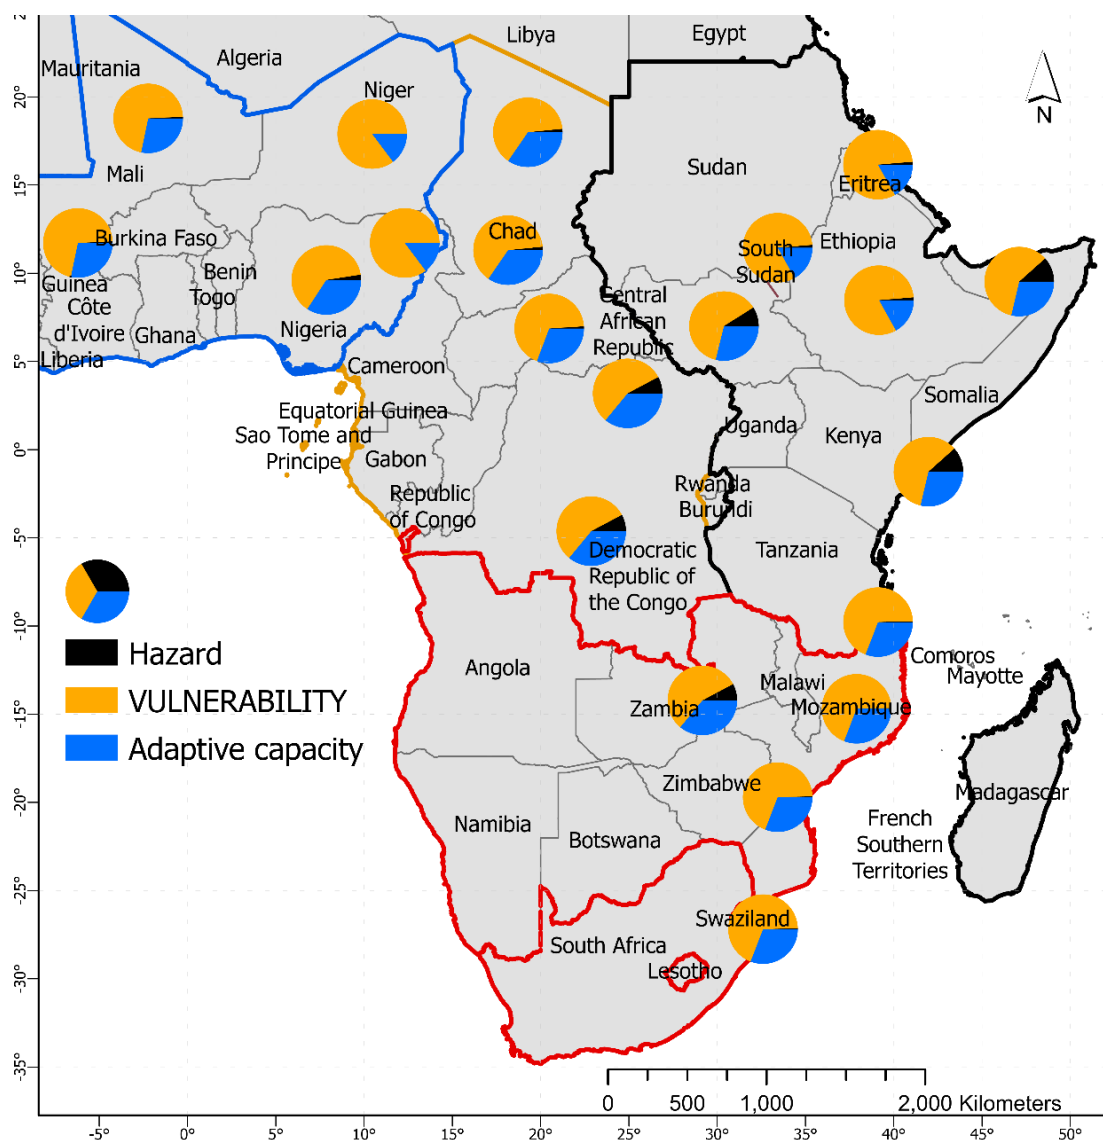 Libya
Egypt
Algeria
Mauritania
Niger
N
Mali
Sudan
Eritrea
Burkina Faso
Chad
South
Sudan
Ethiopia
Guinea
Benin
Côte
Togo
d'Ivoire
Ghana
Nigeria
Liberia
Central
African
Republic
Cameroon
Somalia
Equatorial Guinea
Sao Tome and
Principe
Gabon
Uganda
Kenya
Republic
of Congo
Rwanda
Burundi
Democratic
Republic of
the Congo
Tanzania
Hazard
VULNERABILITY
Adaptive capacity
Angola
Comoros
Mayotte
Malawi
Zambia
Mozambique
Zimbabwe
Madagascar
Namibia
Botswana
French
Southern
Territories
Swaziland
South Africa
Lesotho
0 500 1,000 2,000 Kilometers
20°
15°
10°
5°
0°
-5°
-10°
-15°
-20°
-25°
-30°
-35°
-5° 0° 5° 10° 15° 20° 25° 30° 35° 40° 45° 50°